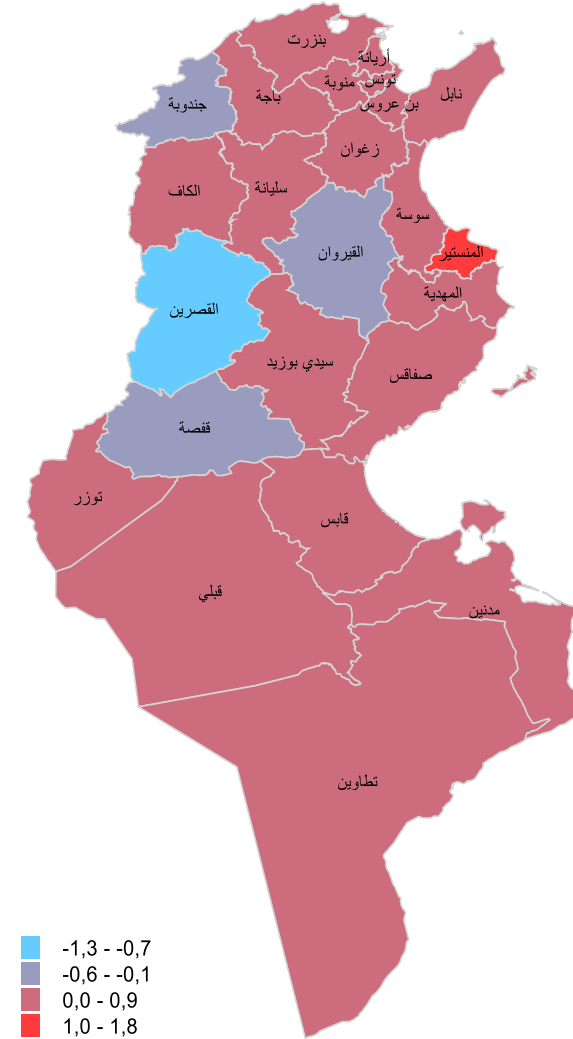 بنزرت
أريانة
تونس
منوبة
باجة
بن عروس
نابل
جندوبة
زغوان
الكاف
سليانة
سوسة
القيروان
المنستير
المهدية
القصرين
سيدي بوزيد
صفاقس
قفصة
توزر
قابس
قبلي
مدنين
تطاوين
-1,3 - -0,7
-0,6 - -0,1
0,0 - 0,9
1,0 - 1,8